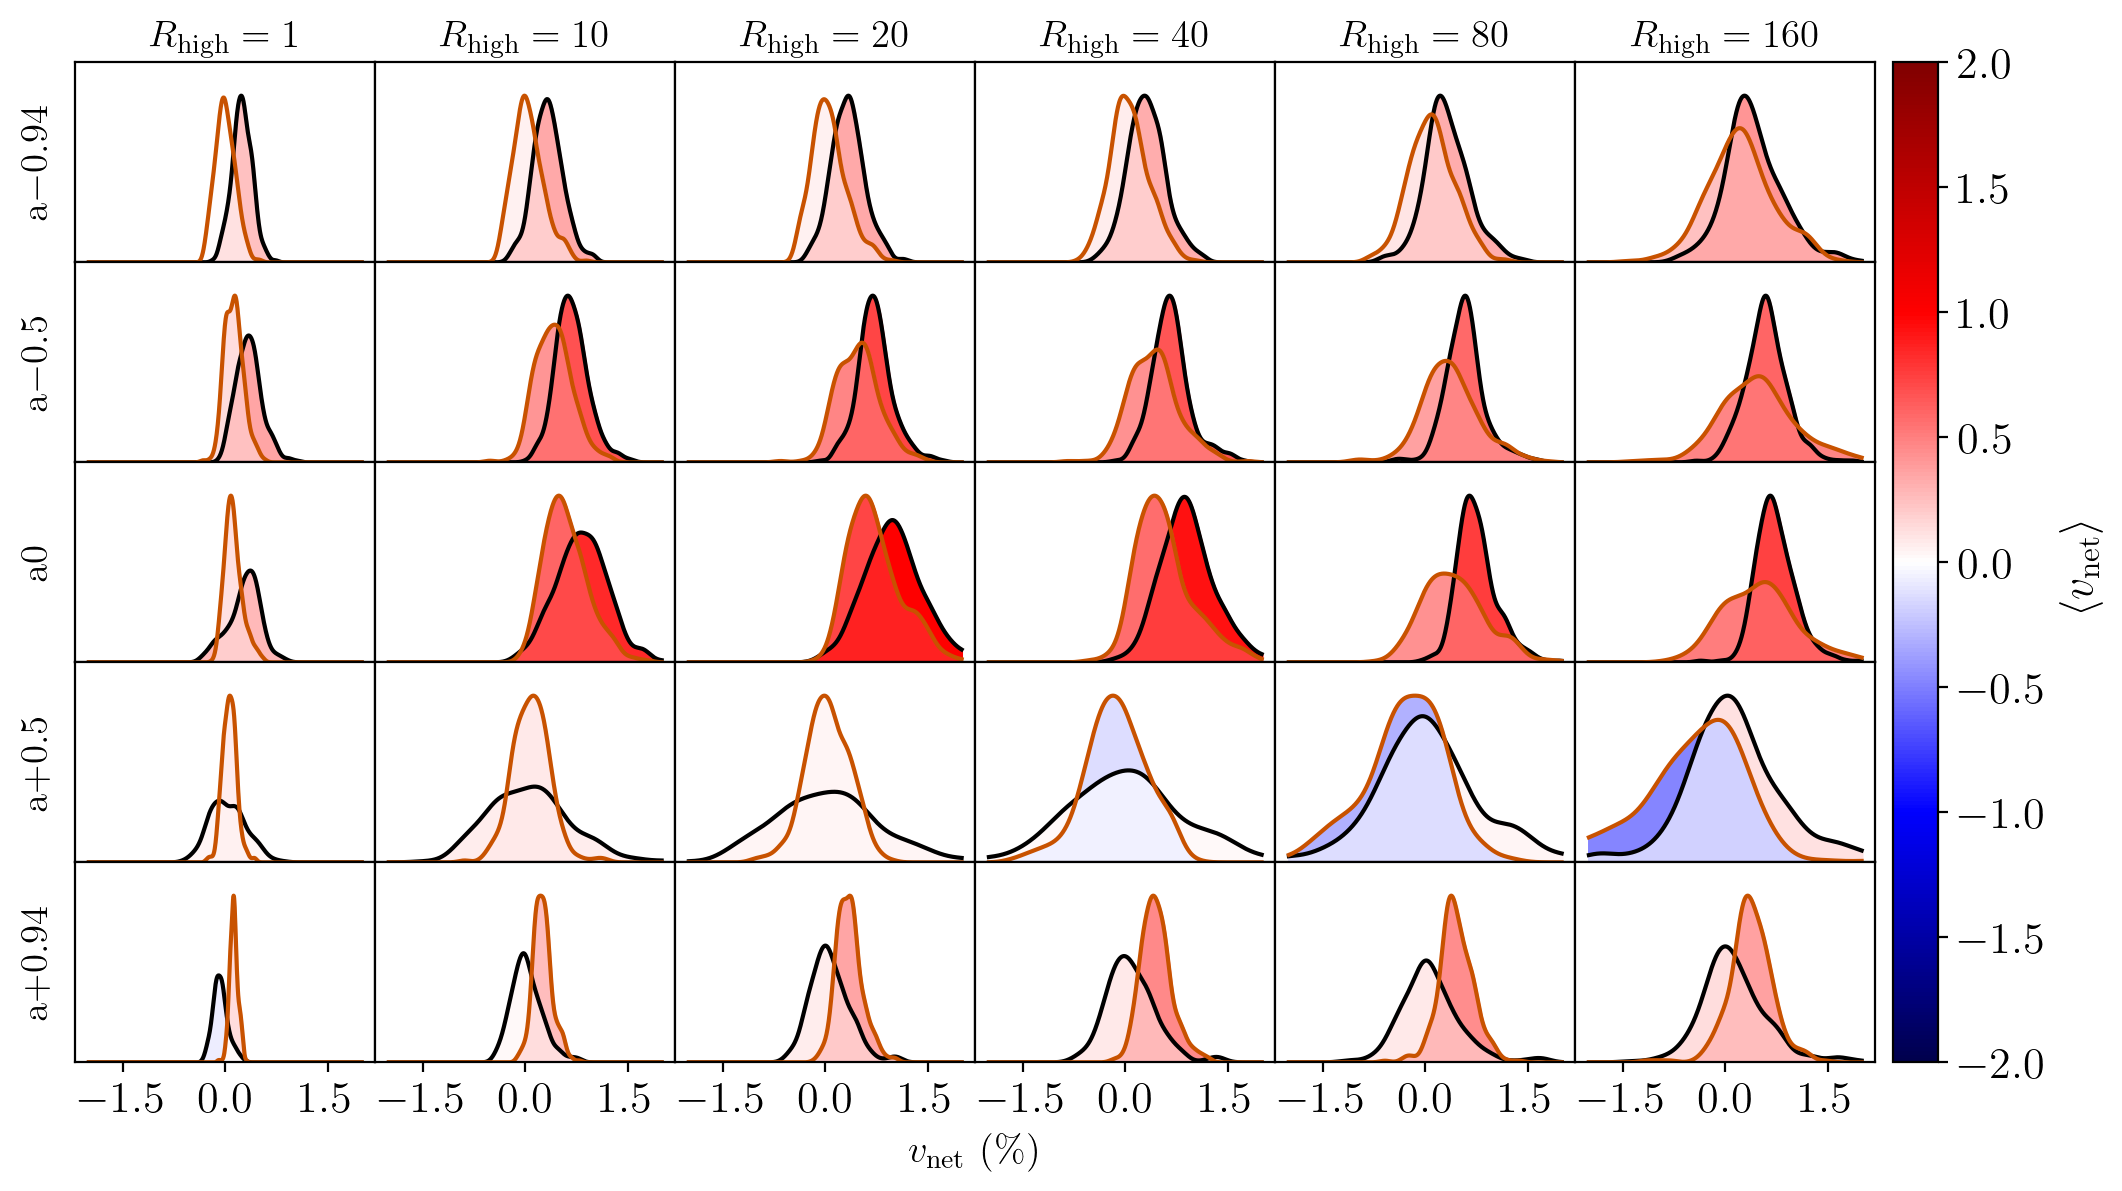 R_high = 1 R_high = 10 R_high = 20 R_high = 40 R_high = 80 R_high = 160
a−0.94
a−0.5
a0
a+0.5
a+0.94
−1.5 0.0 1.5 −1.5 0.0 1.5 −1.5 0.0 1.5 −1.5 0.0 1.5 −1.5 0.0 1.5 −1.5 0.0 1.5
v_net (%)
2.0
1.5
1.0
0.5
0.0
−0.5
−1.0
−1.5
−2.0
⟨v_net⟩